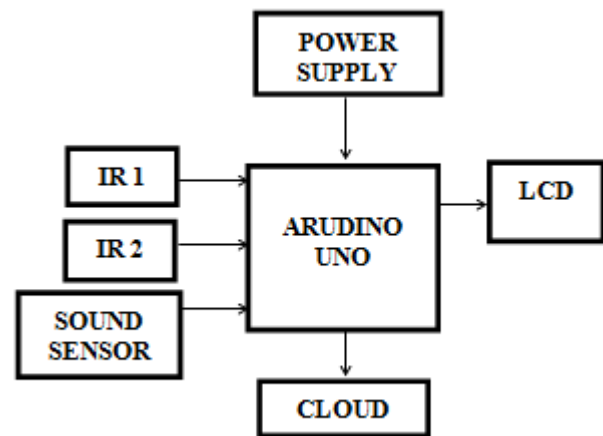 POWER
SUPPLY
IR 1
LCD
ARUDINO
UNO
IR 2
SOUND
SENSOR
CLOUD